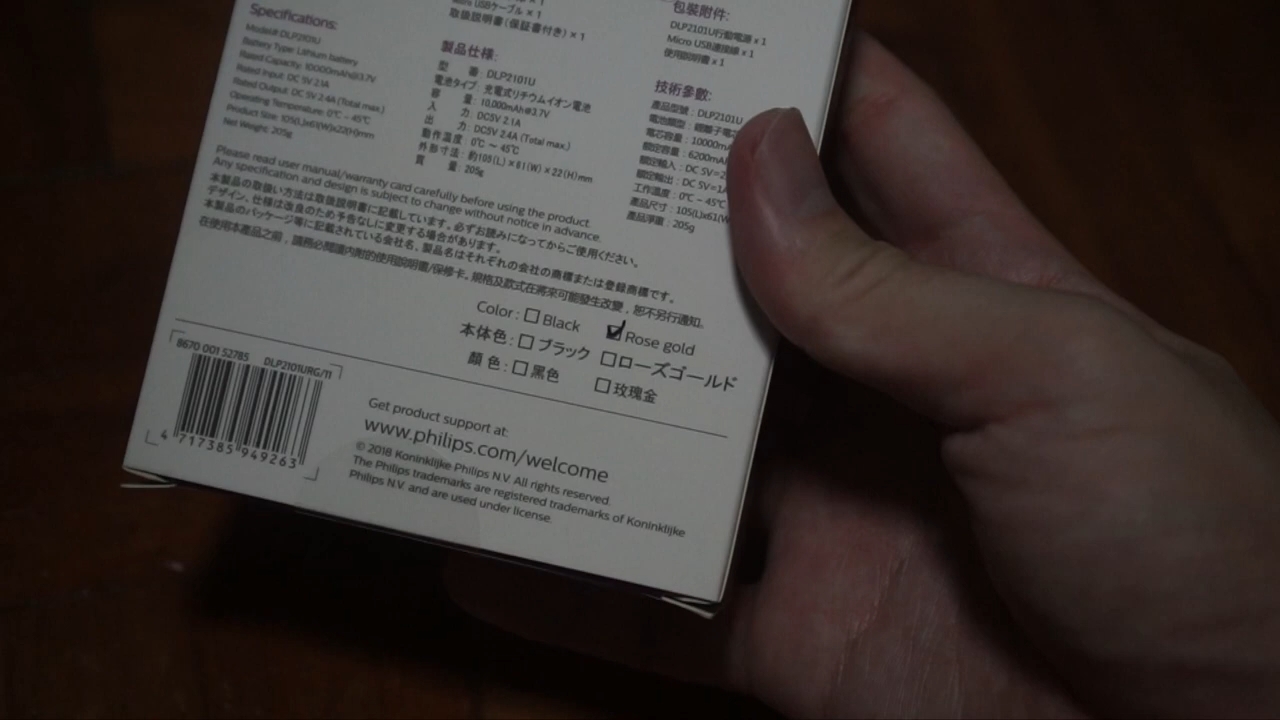 Specifications:
Model#: DLP2101U
Battery Type: Lithium battery
Rated Capacity: 10000mAh@3.7V
Rated Input: DC 5V 2.1A
Rated Output: DC 5V 2.4A (Total max.)
Operating Temperature: 0℃ ~ 45℃
Product Size: 105(L)x61(W)x22(H)mm
Net Weight: 205g
Micro USBケーブル × 1
取扱説明書(保証書付き) × 1
製品仕様:
型 番: DLP2101U
電池タイプ: 充電式リチウムイオン電池
容 量: 10,000mAh@3.7V
入 力: DC5V 2.1A
出 力: DC5V 2.4A (Total max.)
動作温度: 0℃ ~ 45℃
外形寸法: 約105(L)×61(W)×22(H)mm
質 量: 205g
包裝附件:
DLP2101U行動電源 x 1
Micro USB連接線 x 1
使用說明書 x 1
技術參數:
產品型號: DLP2101U
電池類型: 鋰離子電芯
電芯容量: 10000mA
額定容量: 6200mA
額定輸入: DC 5V=2
額定輸出: DC 5V=1A
工作溫度: 0℃ ~ 45℃
產品尺寸: 105(L)x61(W
產品淨重: 205g
Please read user manual/warranty card carefully before using the product.
Any specification and design is subject to change without notice in advance.
本製品の取扱い方法は取扱説明書に記載しています。必ずお読みになってからご使用ください。
デザイン、仕様は改良のため予告なしに変更する場合があります。
本製品のパッケージ等に記載されている会社名、製品名はそれぞれの会社の商標または登録商標です。
在使用本產品之前,請務必閱讀內附的使用說明書/保修卡。規格及款式在將來可能發生改變,恕不另行通知。
Color: □ Black ☑ Rose gold
本体色: □ ブラック □ ローズゴールド
顏色: □ 黑色 □ 玫瑰金
8670 001 52785 DLP2101URG/11
4 717385 949263
Get product support at:
www.philips.com/welcome
© 2018 Koninklijke Philips N.V. All rights reserved.
The Philips trademarks are registered trademarks of Koninklijke
Philips N.V. and are used under license.